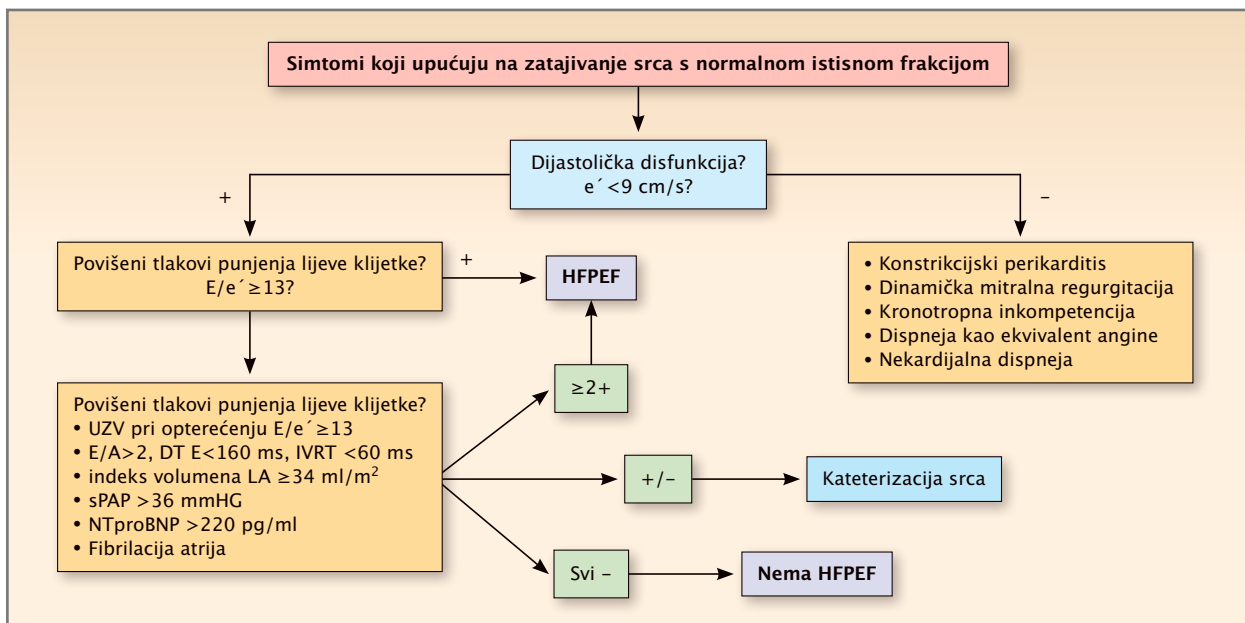 Simtomi koji upućuju na zatajivanje srca s normalnom istisnom frakcijom
Dijastolička disfunkcija?
e´<9 cm/s?
+
–
Povišeni tlakovi punjenja lijeve klijetke?
E/e´≥13?
+
HFPEF
• Konstrikcijski perikarditis
• Dinamička mitralna regurgitacija
• Kronotropna inkompetencija
• Dispneja kao ekvivalent angine
• Nekardijalna dispneja
Povišeni tlakovi punjenja lijeve klijetke?
• UZV pri opterećenju E/e´≥13
• E/A>2, DT E<160 ms, IVRT <60 ms
• indeks volumena LA ≥34 ml/m²
• sPAP >36 mmHG
• NTproBNP >220 pg/ml
• Fibrilacija atrija
≥2+
+/–
Kateterizacija srca
Svi –
Nema HFPEF